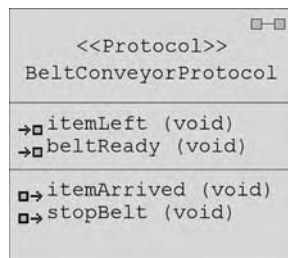 <<Protocol>>
BeltConveyorProtocol
itemLeft (void)
beltReady (void)
itemArrived (void)
stopBelt (void)